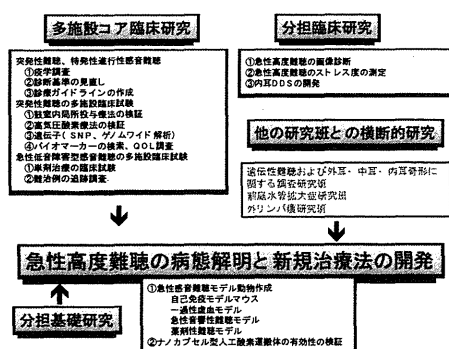 多施設コア臨床研究
突発性難聴、特発性進行性感音難聴
①疫学調査
②診断基準の見直し
③診療ガイドラインの作成
突発性難聴の多施設臨床試験
①鼓室内局所投与療法の検証
②高気圧酸素療法の検証
③遺伝子(SNP、ゲノムワイド解析)
④バイオマーカーの検索、QOL調査
急性低音障害型感音難聴の多施設臨床試験
①単剤治療の臨床試験
②難治例の追跡調査
分担臨床研究
①急性高度難聴の画像診断
②急性高度難聴のストレス度の測定
③内耳DDSの開発
他の研究班との横断的研究
遺伝性難聴および外耳、中耳、内耳奇形に
関する調査研究班
前庭水管拡大症研究班
外リンパ瘻研究班
急性高度難聴の病態解明と新規治療法の開発
分担基礎研究
①急性感音難聴モデル動物作成
自己免疫モデルマウス
一過性虚血モデル
急性音響性難聴モデル
薬剤性難聴モデル
②ナノカプセル型人工酸素運搬体の有効性の検証